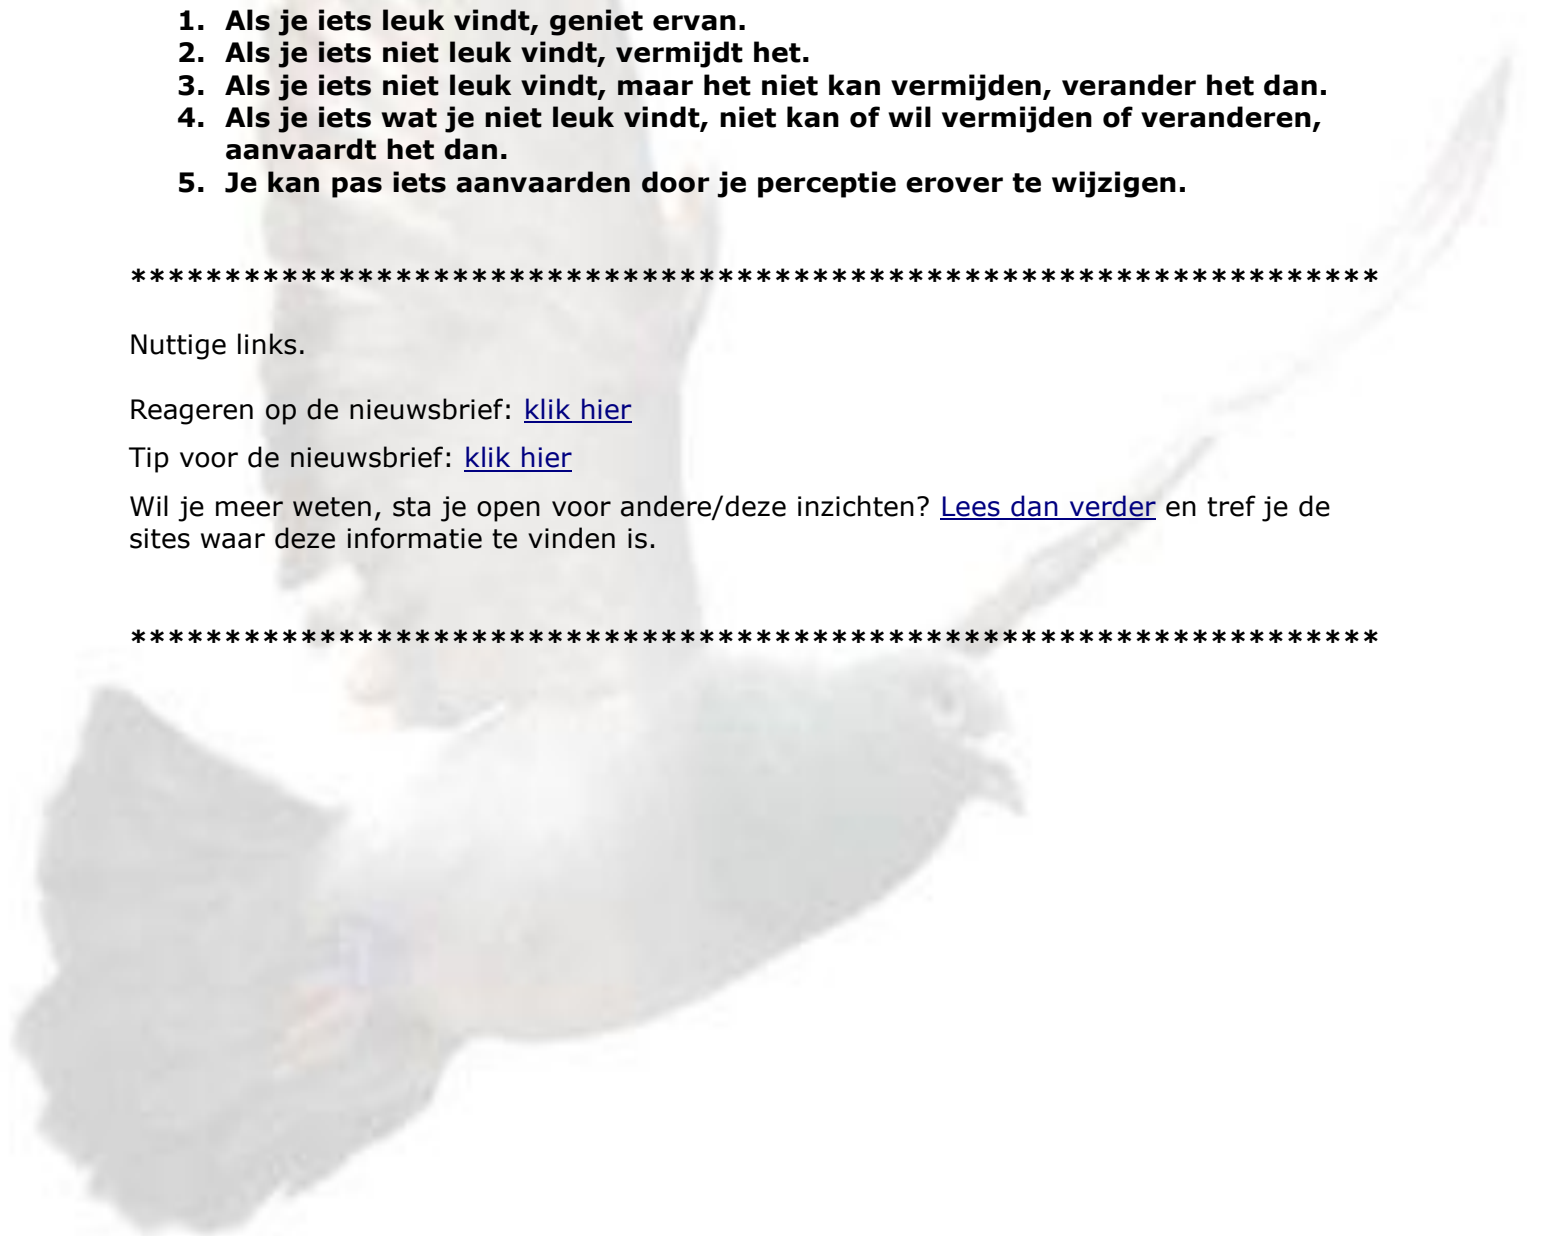 1. Als je iets leuk vindt, geniet ervan.
2. Als je iets niet leuk vindt, vermijdt het.
3. Als je iets niet leuk vindt, maar het niet kan vermijden, verander het dan.
4. Als je iets wat je niet leuk vindt, niet kan of wil vermijden of veranderen,
aanvaardt het dan.
5. Je kan pas iets aanvaarden door je perceptie erover te wijzigen.
******************************************************************
Nuttige links.
Reageren op de nieuwsbrief: klik hier
Tip voor de nieuwsbrief: klik hier
Wil je meer weten, sta je open voor andere/deze inzichten? Lees dan verder en tref je de
sites waar deze informatie te vinden is.
******************************************************************